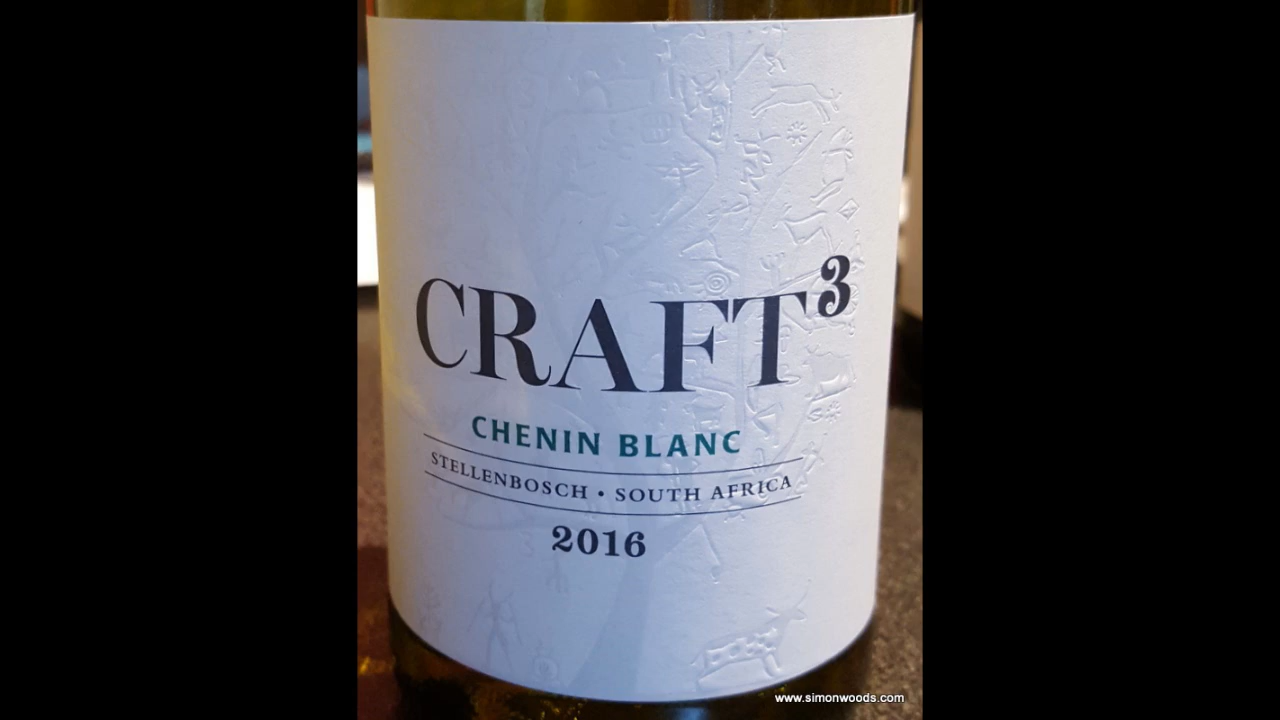 CRAFT³
CHENIN BLANC
STELLENBOSCH • SOUTH AFRICA
2016
www.simonwoods.com